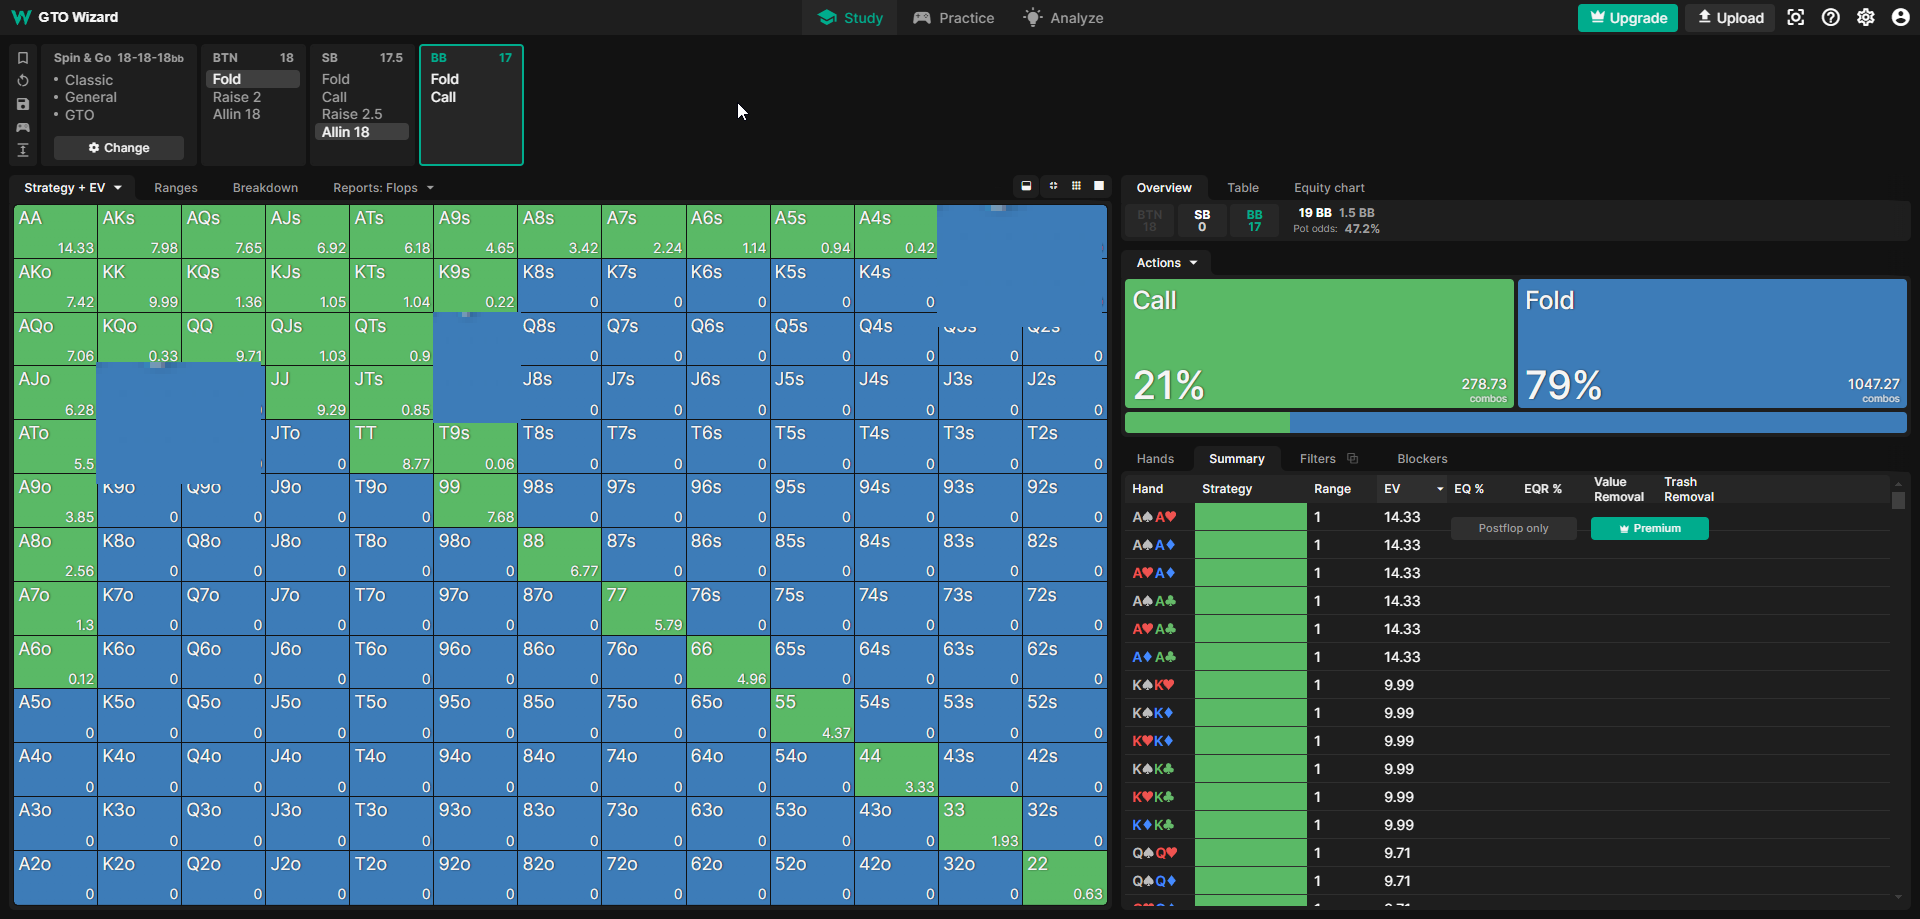 GTO Wizard
Study
Practice
Analyze
Upgrade
Upload
Spin & Go 18-18-18bb
• Classic
• General
• GTO
Change
BTN 18
Fold
Raise 2
Allin 18
SB 17.5
Fold
Call
Raise 2.5
Allin 18
BB 17
Fold
Call
Strategy + EV
Ranges
Breakdown
Reports: Flops
AA AKs AQs AJs ATs A9s A8s A7s A6s A5s A4s
14.33 7.98 7.65 6.92 6.18 4.65 3.42 2.24 1.14 0.94 0.42
AKo KK KQs KJs KTs K9s K8s K7s K6s K5s K4s
7.42 9.99 1.36 1.05 1.04 0.22 0 0 0 0 0
AQo KQo QQ QJs QTs Q8s Q7s Q6s Q5s Q4s Q3s Q2s
7.06 0.33 9.71 1.03 0.9 0 0 0 0 0 0 0
AJo JJ JTs J8s J7s J6s J5s J4s J3s J2s
6.28 9.29 0.85 0 0 0 0 0 0 0
ATo JTo TT T9s T8s T7s T6s T5s T4s T3s T2s
5.5 0 8.77 0.06 0 0 0 0 0 0 0
A9o K9o Q9o J9o T9o 99 98s 97s 96s 95s 94s 93s 92s
3.85 0 0 0 0 7.68 0 0 0 0 0 0 0
A8o K8o Q8o J8o T8o 98o 88 87s 86s 85s 84s 83s 82s
2.56 0 0 0 0 0 6.77 0 0 0 0 0 0
A7o K7o Q7o J7o T7o 97o 87o 77 76s 75s 74s 73s 72s
1.3 0 0 0 0 0 0 5.79 0 0 0 0 0
A6o K6o Q6o J6o T6o 96o 86o 76o 66 65s 64s 63s 62s
0.12 0 0 0 0 0 0 0 4.96 0 0 0 0
A5o K5o Q5o J5o T5o 95o 85o 75o 65o 55 54s 53s 52s
0 0 0 0 0 0 0 0 0 4.37 0 0 0
A4o K4o Q4o J4o T4o 94o 84o 74o 64o 54o 44 43s 42s
0 0 0 0 0 0 0 0 0 0 3.33 0 0
A3o K3o Q3o J3o T3o 93o 83o 73o 63o 53o 43o 33 32s
0 0 0 0 0 0 0 0 0 0 0 1.93 0
A2o K2o Q2o J2o T2o 92o 82o 72o 62o 52o 42o 32o 22
0 0 0 0 0 0 0 0 0 0 0 0 0.63
Overview
Table
Equity chart
BTN 18
SB 0
BB 17
19 BB 1.5 BB
Pot odds: 47.2%
Actions
Call
21%
278.73
combos
Fold
79%
1047.27
combos
Hands
Summary
Filters
Blockers
Hand Strategy Range EV EQ % EQR % Value Removal Trash Removal
A♠A♥ 1 14.33
Postflop only
Premium
A♠A♦ 1 14.33
A♥A♦ 1 14.33
A♠A♣ 1 14.33
A♥A♣ 1 14.33
A♦A♣ 1 14.33
K♠K♥ 1 9.99
K♠K♦ 1 9.99
K♥K♦ 1 9.99
K♠K♣ 1 9.99
K♥K♣ 1 9.99
K♦K♣ 1 9.99
Q♠Q♥ 1 9.71
Q♠Q♦ 1 9.71